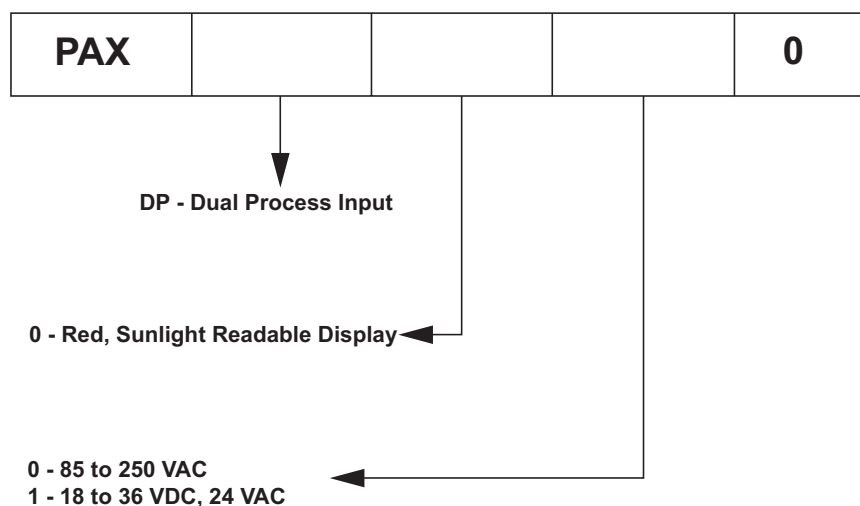 PAX 0
DP - Dual Process Input
0 - Red, Sunlight Readable Display
0 - 85 to 250 VAC
1 - 18 to 36 VDC, 24 VAC